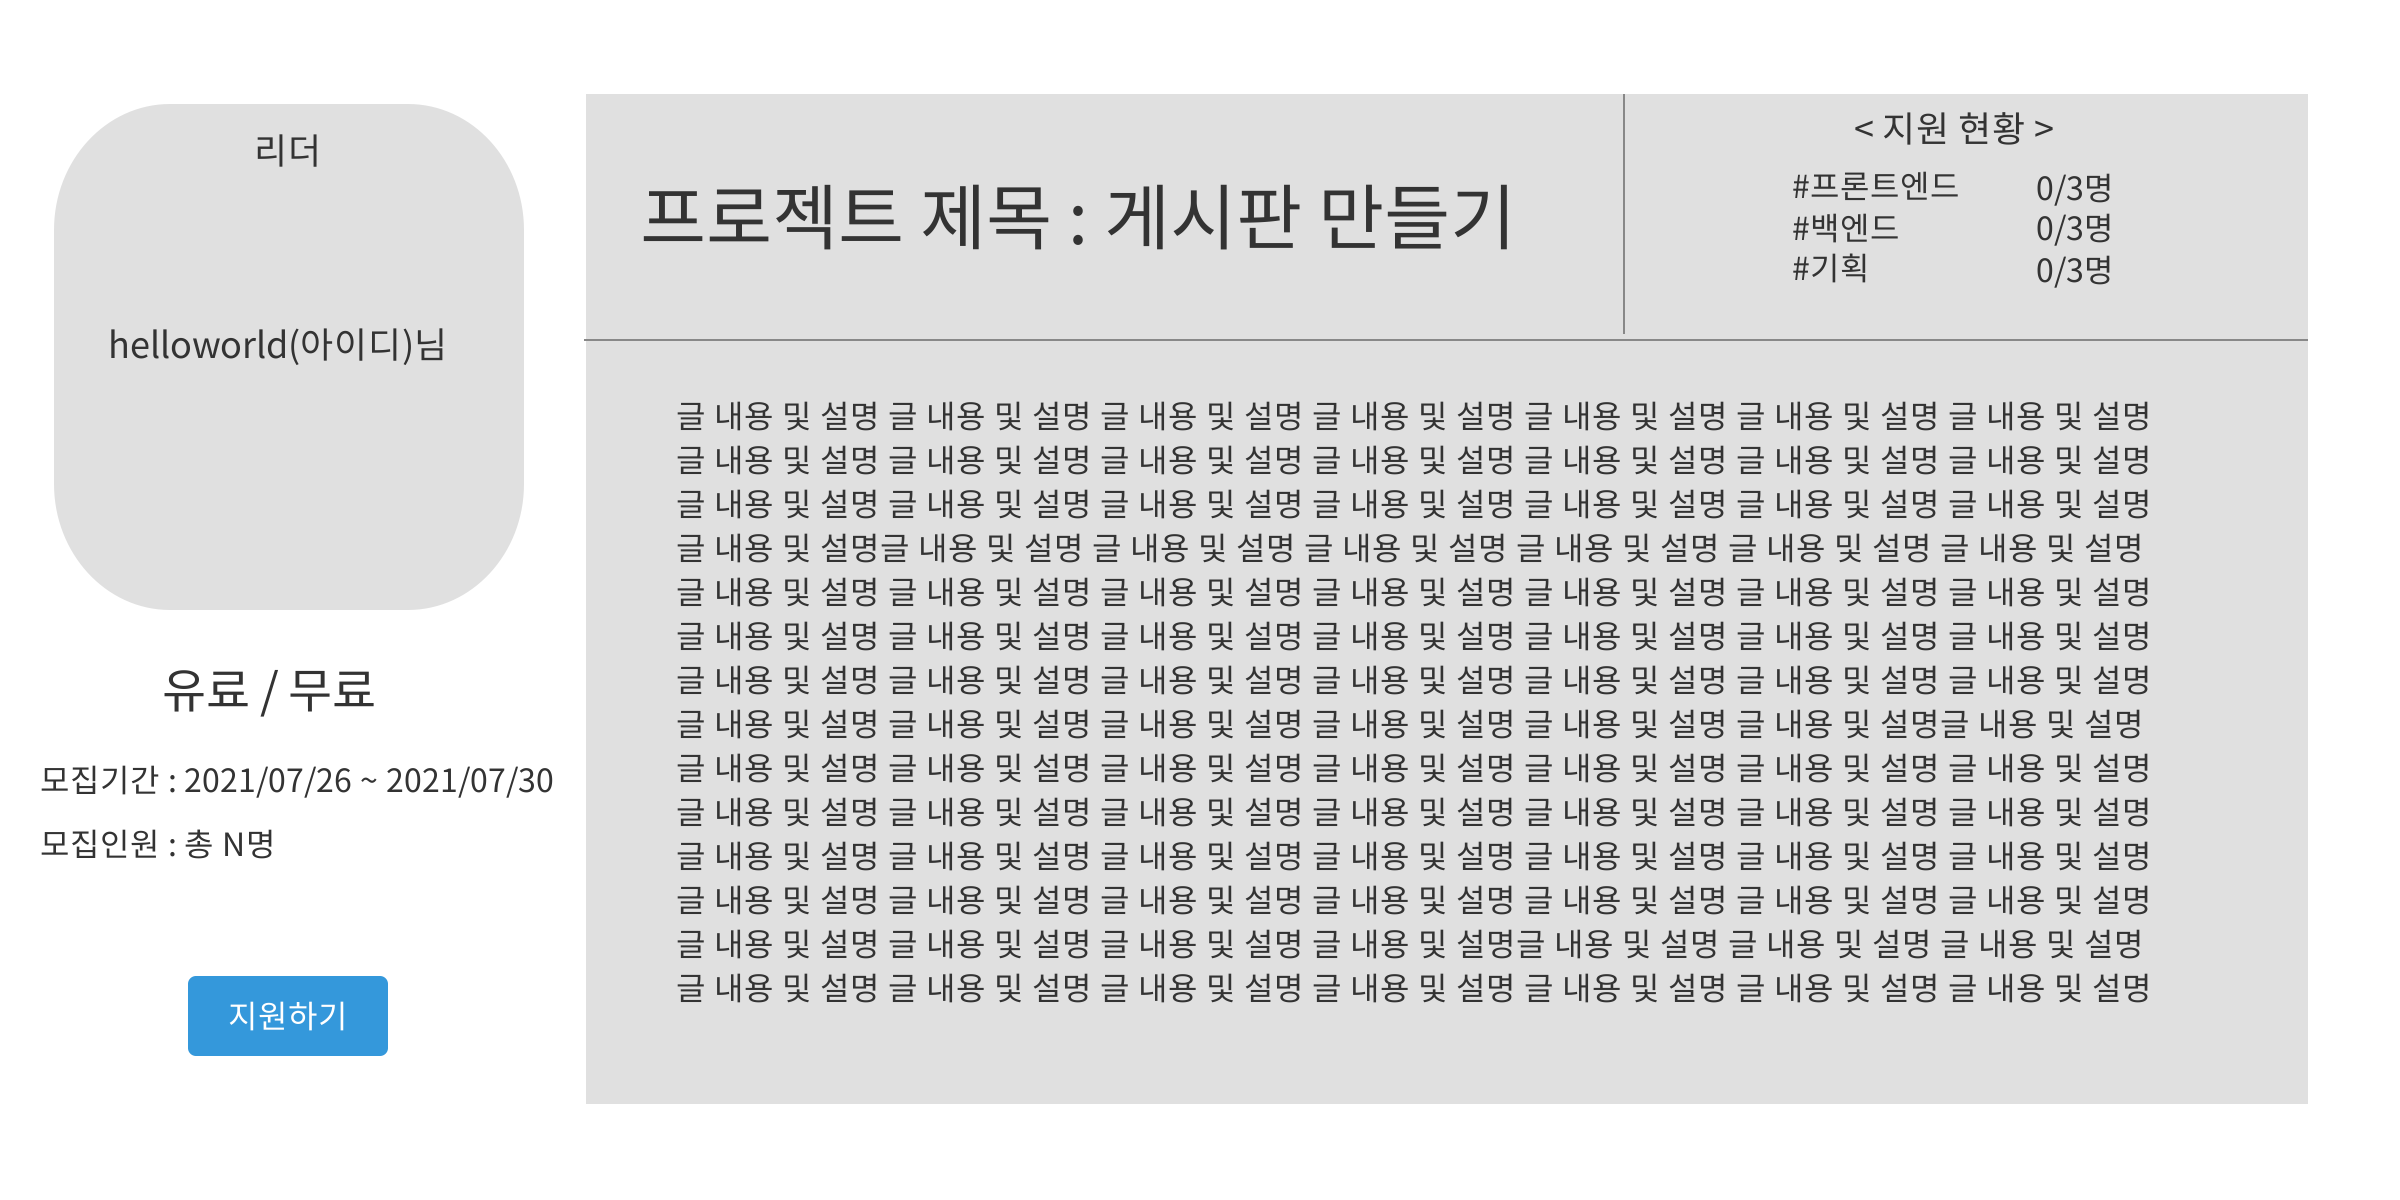 리더
helloworld(아이디)님
유료 / 무료
모집기간 : 2021/07/26 ~ 2021/07/30
모집인원 : 총 N명
지원하기
프로젝트 제목 : 게시판 만들기
< 지원 현황 >
#프론트엔드 0/3명
#백엔드 0/3명
#기획 0/3명
글 내용 및 설명 글 내용 및 설명 글 내용 및 설명 글 내용 및 설명 글 내용 및 설명 글 내용 및 설명 글 내용 및 설명
글 내용 및 설명 글 내용 및 설명 글 내용 및 설명 글 내용 및 설명 글 내용 및 설명 글 내용 및 설명 글 내용 및 설명
글 내용 및 설명 글 내용 및 설명 글 내용 및 설명 글 내용 및 설명 글 내용 및 설명 글 내용 및 설명 글 내용 및 설명
글 내용 및 설명글 내용 및 설명 글 내용 및 설명 글 내용 및 설명 글 내용 및 설명 글 내용 및 설명 글 내용 및 설명
글 내용 및 설명 글 내용 및 설명 글 내용 및 설명 글 내용 및 설명 글 내용 및 설명 글 내용 및 설명 글 내용 및 설명
글 내용 및 설명 글 내용 및 설명 글 내용 및 설명 글 내용 및 설명 글 내용 및 설명 글 내용 및 설명 글 내용 및 설명
글 내용 및 설명 글 내용 및 설명 글 내용 및 설명 글 내용 및 설명 글 내용 및 설명 글 내용 및 설명 글 내용 및 설명
글 내용 및 설명 글 내용 및 설명 글 내용 및 설명 글 내용 및 설명 글 내용 및 설명 글 내용 및 설명글 내용 및 설명
글 내용 및 설명 글 내용 및 설명 글 내용 및 설명 글 내용 및 설명 글 내용 및 설명 글 내용 및 설명 글 내용 및 설명
글 내용 및 설명 글 내용 및 설명 글 내용 및 설명 글 내용 및 설명 글 내용 및 설명 글 내용 및 설명 글 내용 및 설명
글 내용 및 설명 글 내용 및 설명 글 내용 및 설명 글 내용 및 설명 글 내용 및 설명 글 내용 및 설명 글 내용 및 설명
글 내용 및 설명 글 내용 및 설명 글 내용 및 설명 글 내용 및 설명 글 내용 및 설명 글 내용 및 설명 글 내용 및 설명
글 내용 및 설명 글 내용 및 설명 글 내용 및 설명 글 내용 및 설명글 내용 및 설명 글 내용 및 설명 글 내용 및 설명
글 내용 및 설명 글 내용 및 설명 글 내용 및 설명 글 내용 및 설명 글 내용 및 설명 글 내용 및 설명 글 내용 및 설명